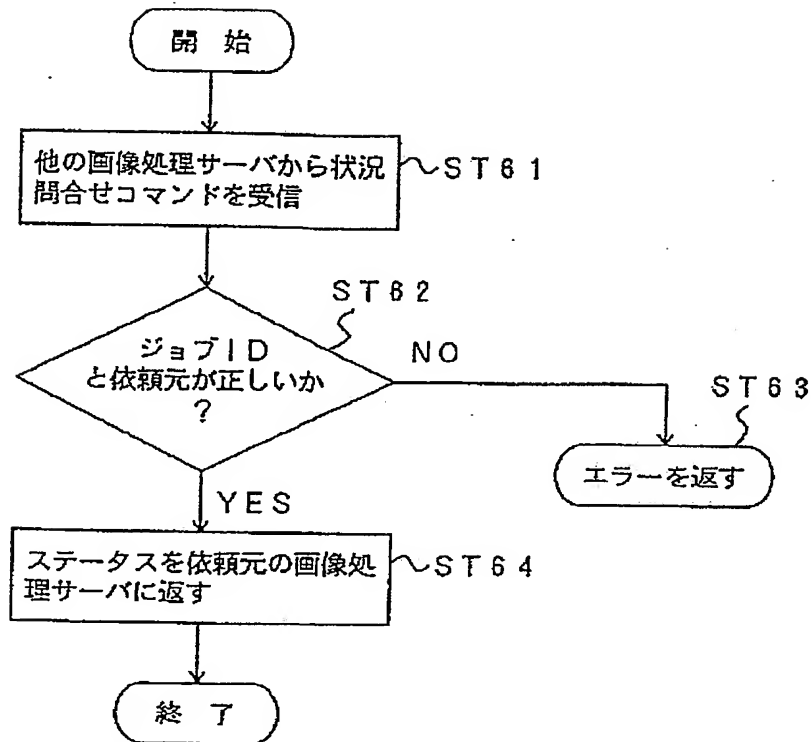 開 始
他の画像処理サーバから状況
問合せコマンドを受信
ST61
ST62
ジョブID
と依頼元が正しいか
?
NO
ST63
エラーを返す
YES
ステータスを依頼元の画像処
理サーバに返す
ST64
終 了